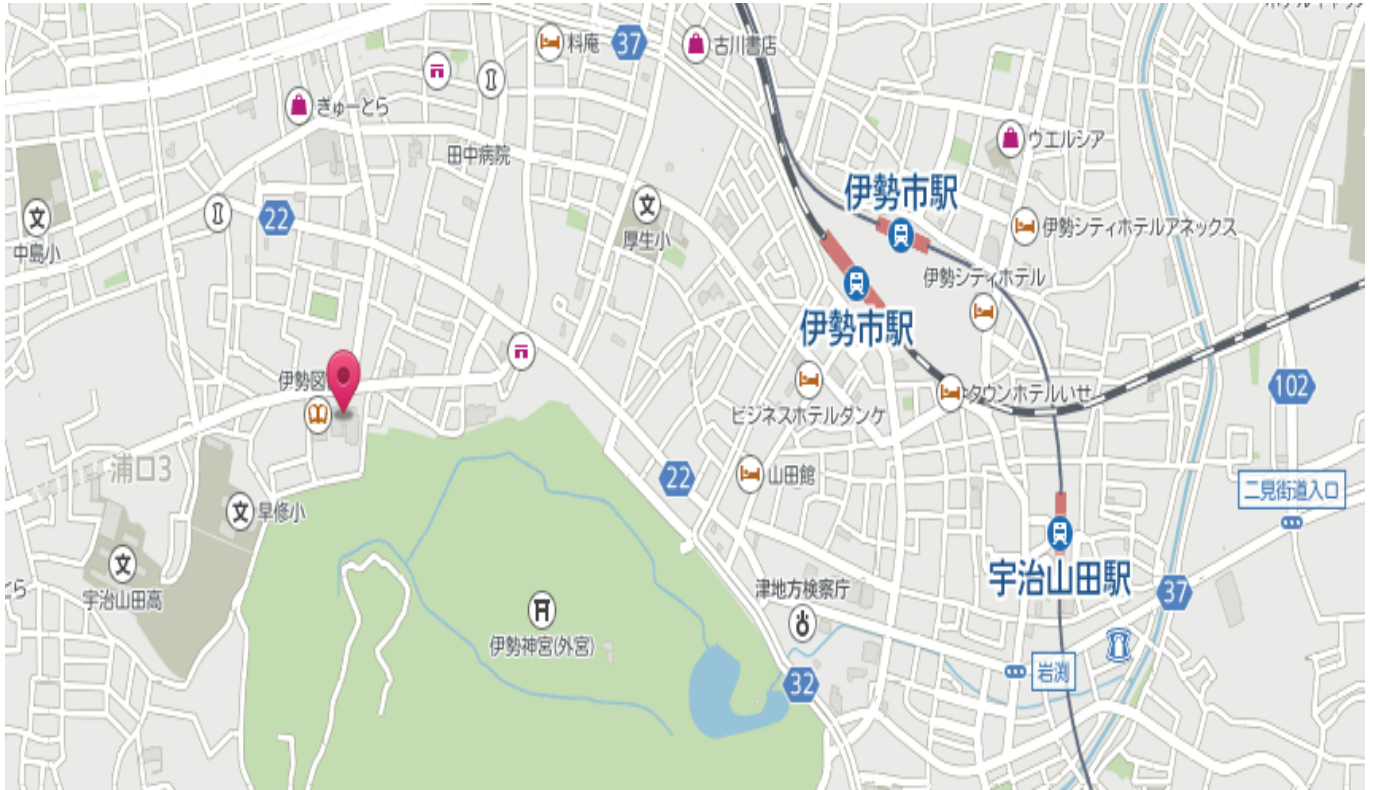 料庵
37
古川書店
きゅーとら
田中病院
ウエルシア
文
中島小
22
文
厚生小
伊勢市駅
伊勢シティホテルアネックス
伊勢シティホテル
伊勢市駅
伊勢図
タウンホテルいせ
102
ビジネスホテルダンケ
浦口3
22
山田館
二見街道入口
文
早修小
文
宇治山田高
宇治山田駅
37
津地方検察庁
伊勢神宮(外宮)
岩渕
32